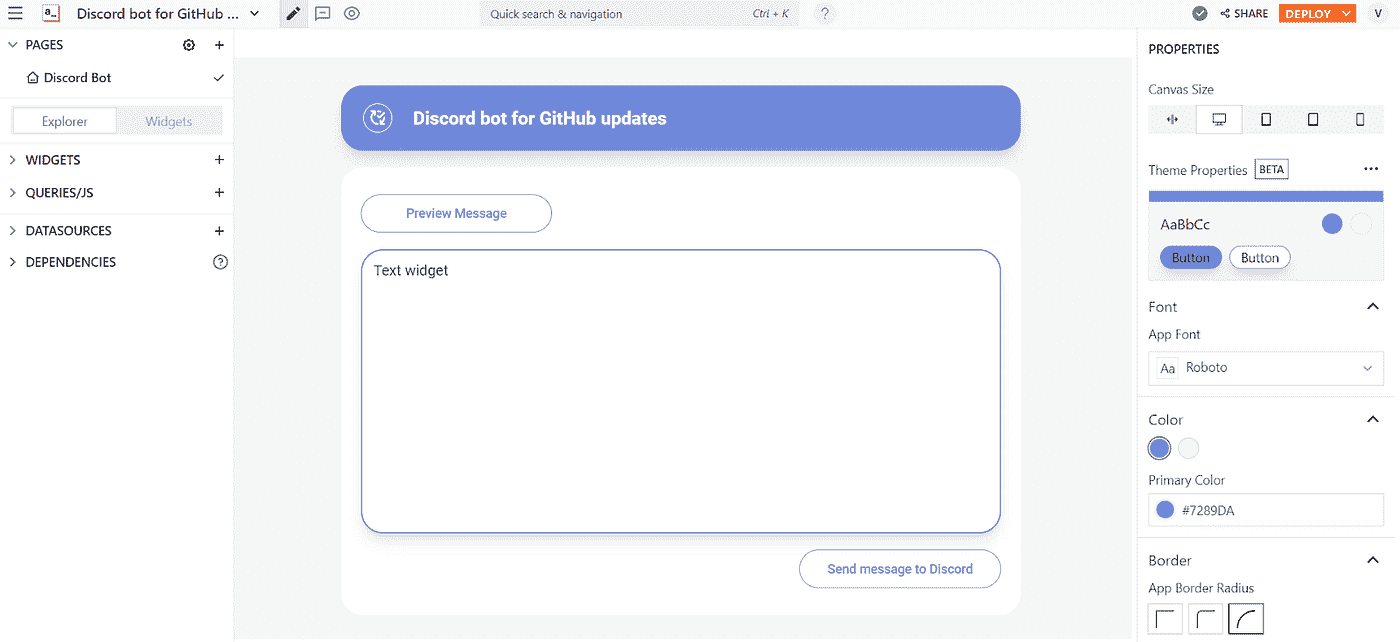 a_ Discord bot for GitHub ... Quick search & navigation Ctrl + K ? SHARE DEPLOY V
PAGES
Discord Bot
Explorer Widgets
WIDGETS
QUERIES/JS
DATASOURCES
DEPENDENCIES ?
Discord bot for GitHub updates
Preview Message
Text widget
Send message to Discord
PROPERTIES
Canvas Size
Theme Properties BETA
AaBbCc
Button Button
Font
App Font
Aa Roboto
Color
Primary Color
#7289DA
Border
App Border Radius